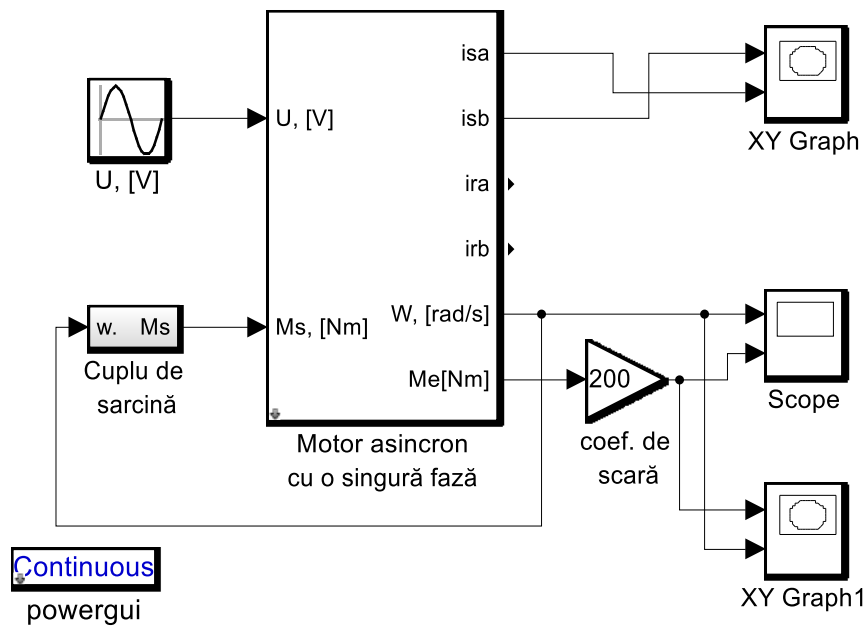 isa
U, [V]
isb
XY Graph
U, [V]
ira
irb
W, [rad/s]
w. Ms
Ms, [Nm]
Me[Nm]
200
Cuplu de
sarcină
Scope
Motor asincron
cu o singură fază
coef. de
scară
Continuous
powergui
XY Graph1